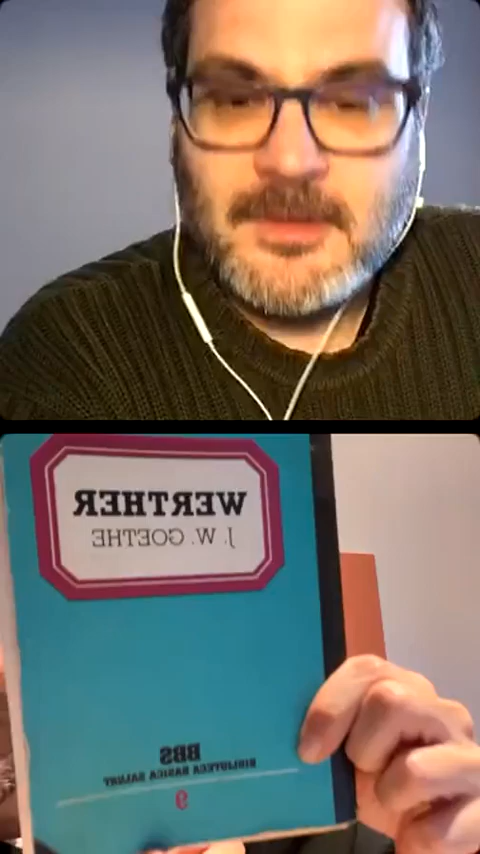 WERTHER
J. W. GOETHE
BBS
BIBLIOTECA BASICA SALVAT
9